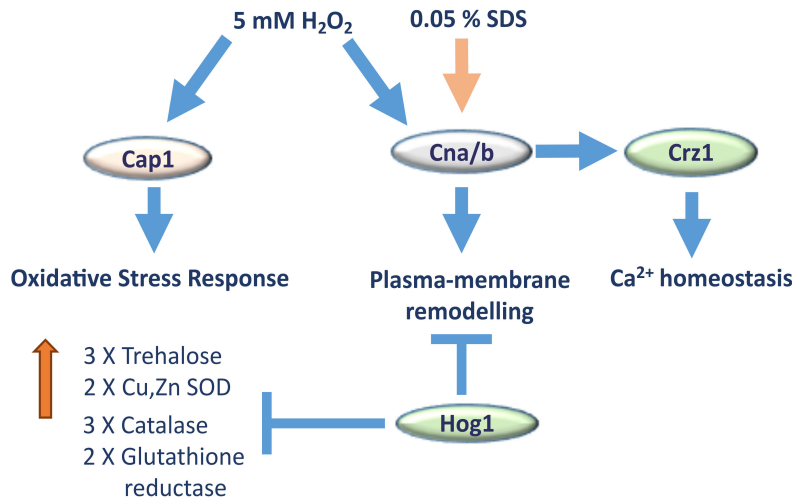 5 mM H₂O₂
0.05 % SDS
Cap1
Cna/b
Crz1
Oxidative Stress Response
Plasma-membrane
remodelling
Ca²⁺ homeostasis
3 X Trehalose
2 X Cu,Zn SOD
3 X Catalase
2 X Glutathione
reductase
Hog1